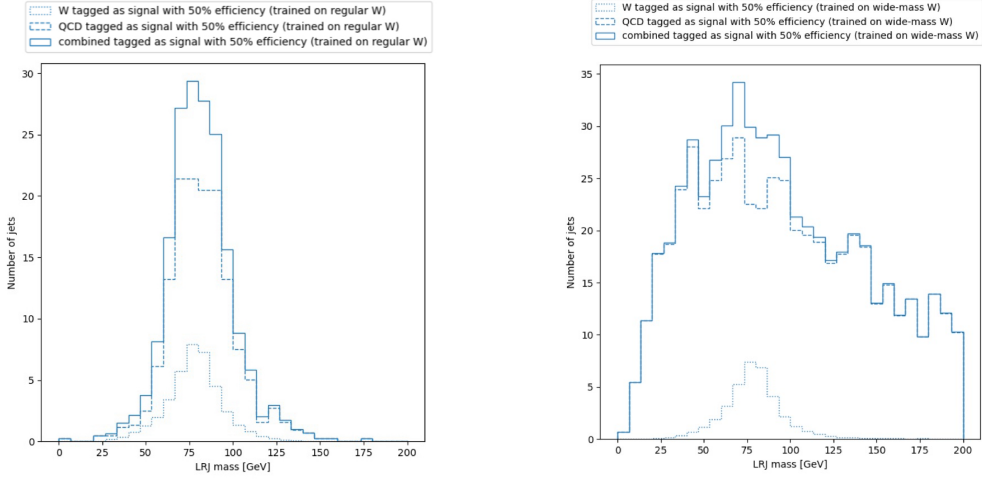 W tagged as signal with 50% efficiency (trained on regular W)
QCD tagged as signal with 50% efficiency (trained on regular W)
combined tagged as signal with 50% efficiency (trained on regular W)
30
25
20
15
10
5
0
Number of jets
0 25 50 75 100 125 150 175 200
LRJ mass [GeV]
W tagged as signal with 50% efficiency (trained on wide-mass W)
QCD tagged as signal with 50% efficiency (trained on wide-mass W)
combined tagged as signal with 50% efficiency (trained on wide-mass W)
35
30
25
20
15
10
5
0
Number of jets
0 25 50 75 100 125 150 175 200
LRJ mass [GeV]